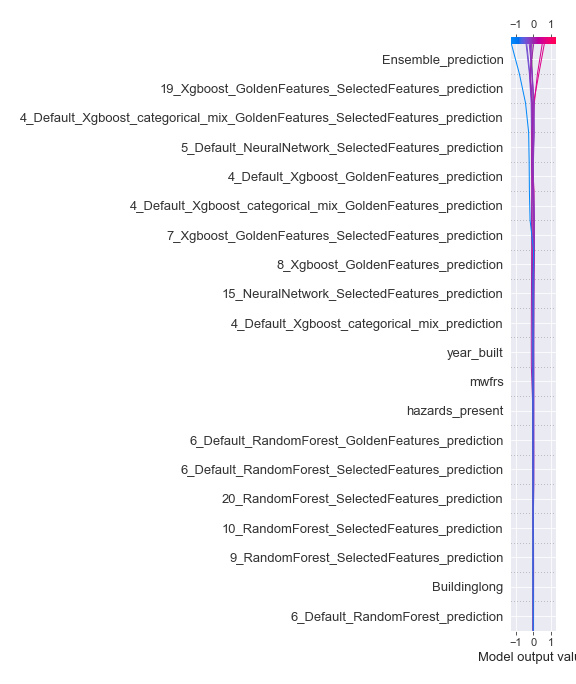 −1 0 1
Ensemble_prediction
19_Xgboost_GoldenFeatures_SelectedFeatures_prediction
4_Default_Xgboost_categorical_mix_GoldenFeatures_SelectedFeatures_prediction
5_Default_NeuralNetwork_SelectedFeatures_prediction
4_Default_Xgboost_GoldenFeatures_prediction
4_Default_Xgboost_categorical_mix_GoldenFeatures_prediction
7_Xgboost_GoldenFeatures_SelectedFeatures_prediction
8_Xgboost_GoldenFeatures_prediction
15_NeuralNetwork_SelectedFeatures_prediction
4_Default_Xgboost_categorical_mix_prediction
year_built
mwfrs
hazards_present
6_Default_RandomForest_GoldenFeatures_prediction
6_Default_RandomForest_SelectedFeatures_prediction
20_RandomForest_SelectedFeatures_prediction
10_RandomForest_SelectedFeatures_prediction
9_RandomForest_SelectedFeatures_prediction
Buildinglong
6_Default_RandomForest_prediction
−1 0 1
Model output valu